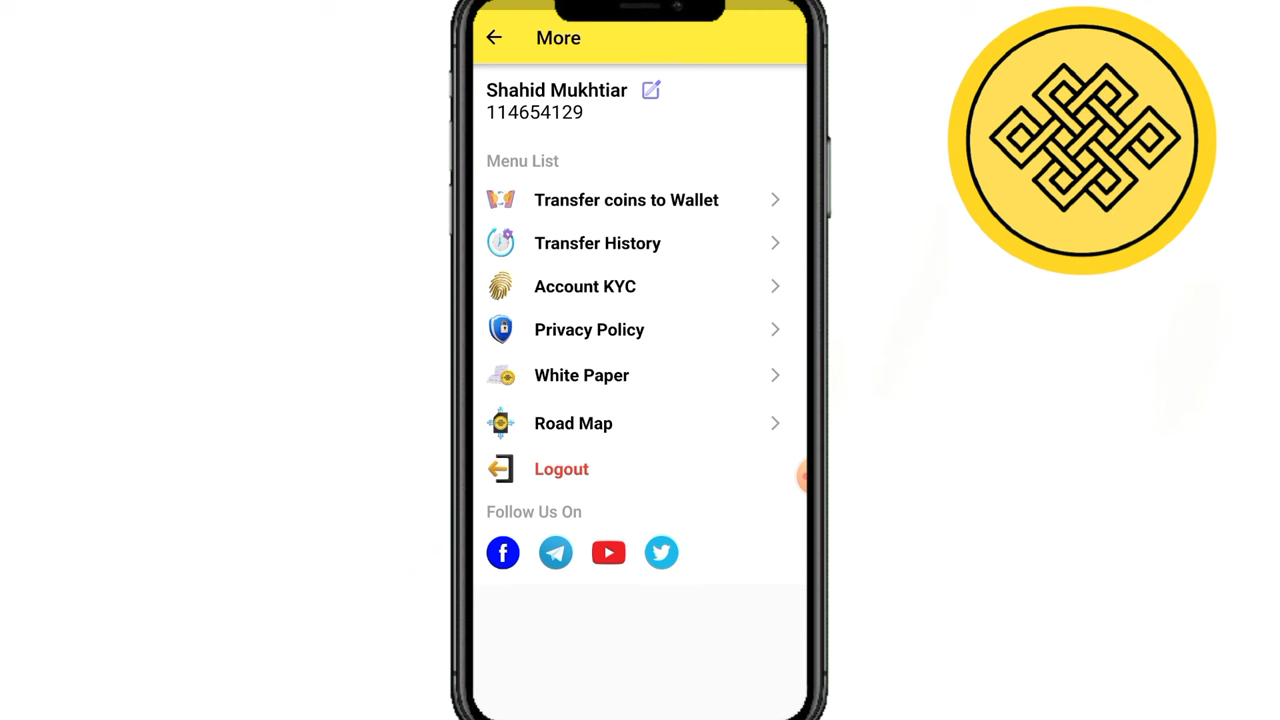 More
Shahid Mukhtiar
114654129
Menu List
Transfer coins to Wallet
Transfer History
Account KYC
Privacy Policy
White Paper
Road Map
Logout
Follow Us On